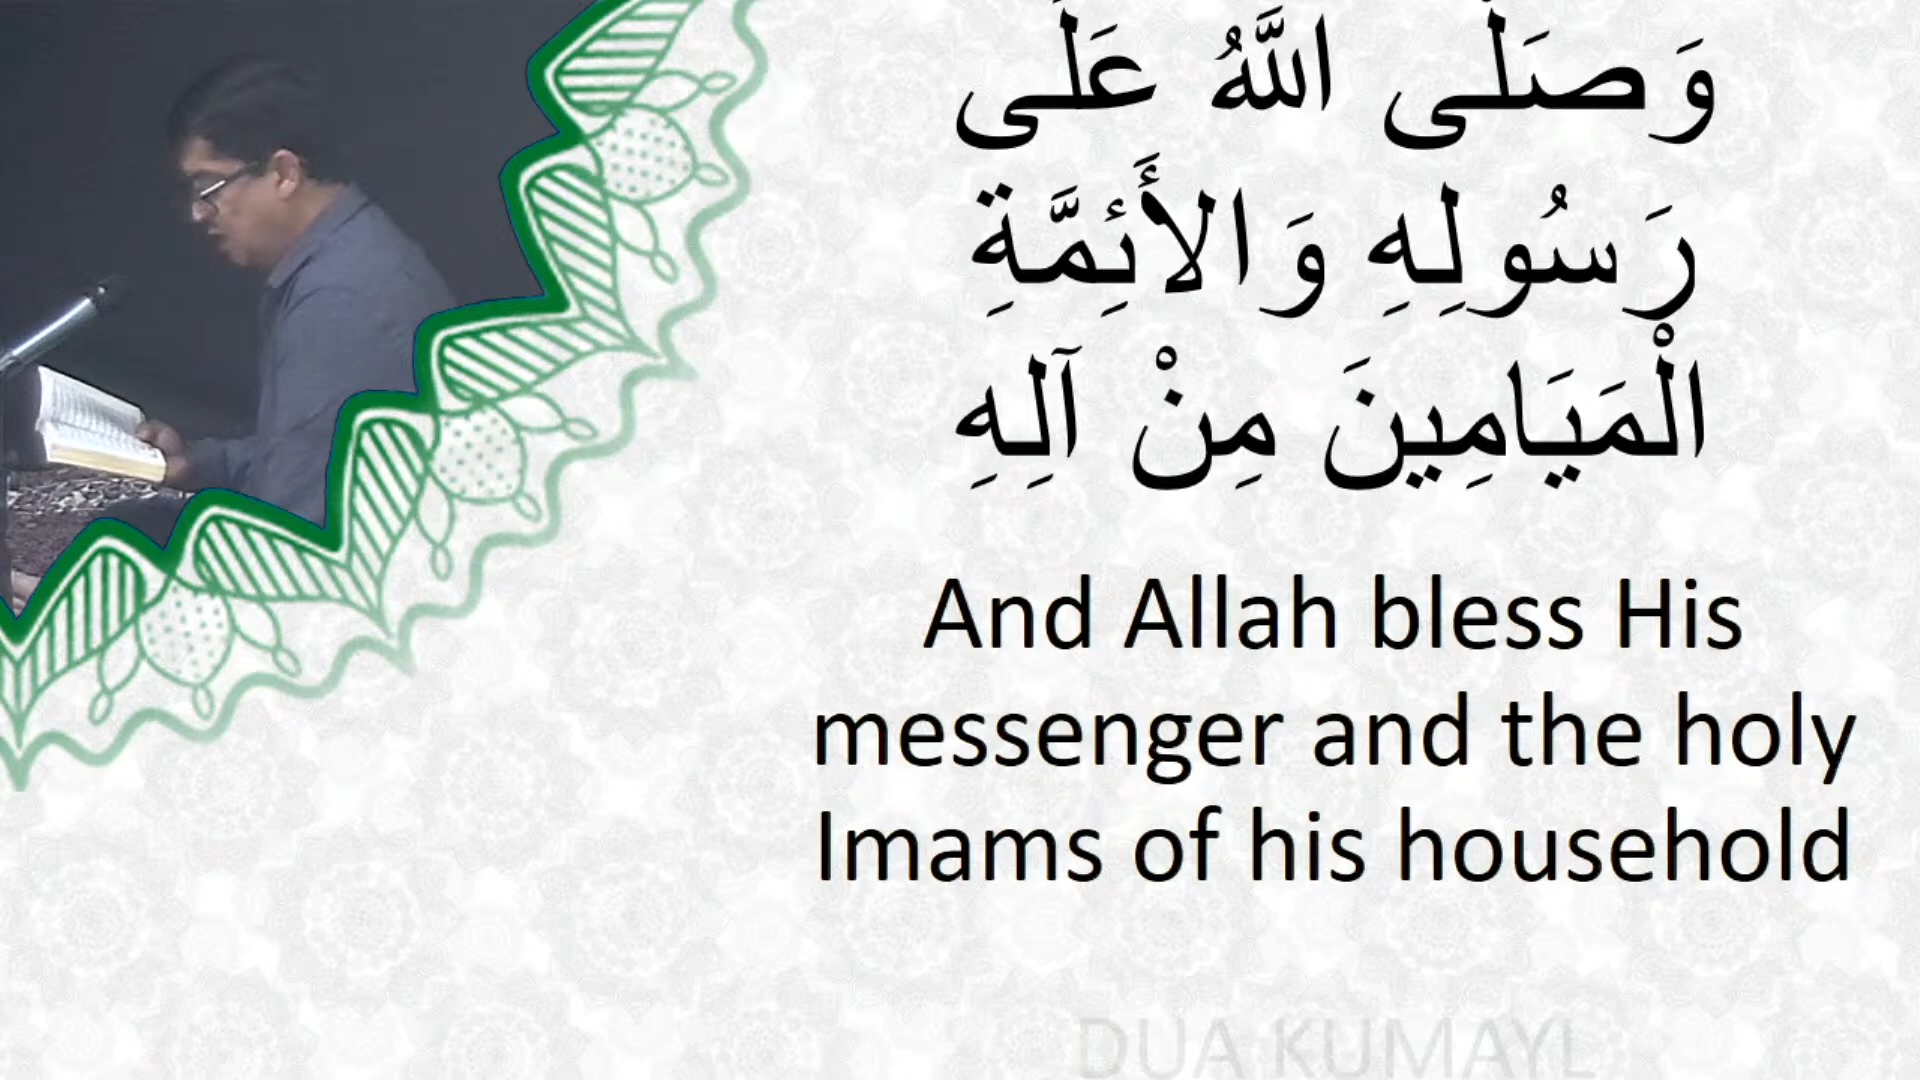 وَصَلَّى اللَّهُ عَلَى
رَسُولِهِ وَالأَئِمَّةِ
الْمَيَامِينَ مِنْ آلِهِ
And Allah bless His
messenger and the holy
Imams of his household
DUA KUMAYL